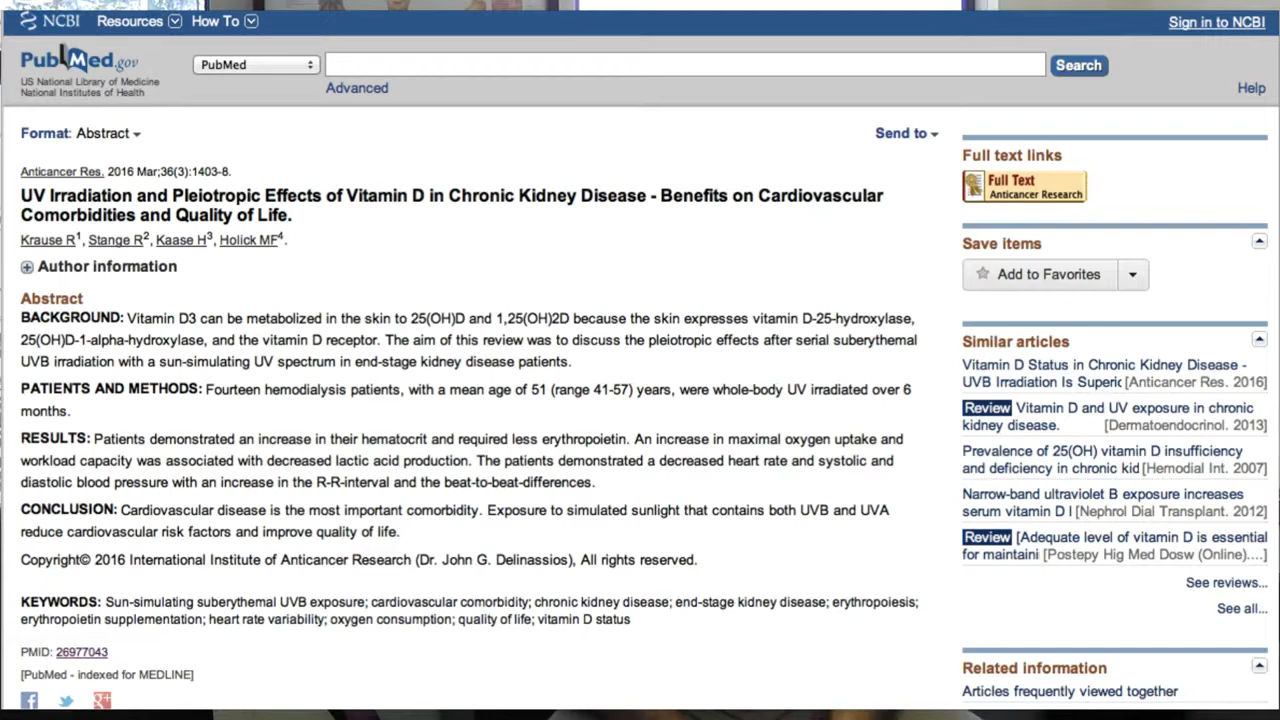 NCBI Resources How To Sign in to NCBI
PubMed.gov
US National Library of Medicine
National Institutes of Health
PubMed
Search
Advanced
Help
Format: Abstract
Send to
Anticancer Res. 2016 Mar;36(3):1403-8.
UV Irradiation and Pleiotropic Effects of Vitamin D in Chronic Kidney Disease - Benefits on Cardiovascular
Comorbidities and Quality of Life.
Krause R1, Stange R2, Kaase H3, Holick MF4.
Author information
Abstract
BACKGROUND: Vitamin D3 can be metabolized in the skin to 25(OH)D and 1,25(OH)2D because the skin expresses vitamin D-25-hydroxylase,
25(OH)D-1-alpha-hydroxylase, and the vitamin D receptor. The aim of this review was to discuss the pleiotropic effects after serial suberythemal
UVB irradiation with a sun-simulating UV spectrum in end-stage kidney disease patients.
PATIENTS AND METHODS: Fourteen hemodialysis patients, with a mean age of 51 (range 41-57) years, were whole-body UV irradiated over 6
months.
RESULTS: Patients demonstrated an increase in their hematocrit and required less erythropoietin. An increase in maximal oxygen uptake and
workload capacity was associated with decreased lactic acid production. The patients demonstrated a decreased heart rate and systolic and
diastolic blood pressure with an increase in the R-R-interval and the beat-to-beat-differences.
CONCLUSION: Cardiovascular disease is the most important comorbidity. Exposure to simulated sunlight that contains both UVB and UVA
reduce cardiovascular risk factors and improve quality of life.
Copyright© 2016 International Institute of Anticancer Research (Dr. John G. Delinassios), All rights reserved.
KEYWORDS: Sun-simulating suberythemal UVB exposure; cardiovascular comorbidity; chronic kidney disease; end-stage kidney disease; erythropoiesis;
erythropoietin supplementation; heart rate variability; oxygen consumption; quality of life; vitamin D status
PMID: 26977043
[PubMed - indexed for MEDLINE]
Full text links
Full Text
Anticancer Research
Save items
Add to Favorites
Similar articles
Vitamin D Status in Chronic Kidney Disease -
UVB Irradiation Is Superic [Anticancer Res. 2016]
Review Vitamin D and UV exposure in chronic
kidney disease. [Dermatoendocrinol. 2013]
Prevalence of 25(OH) vitamin D insufficiency
and deficiency in chronic kid [Hemodial Int. 2007]
Narrow-band ultraviolet B exposure increases
serum vitamin D l [Nephrol Dial Transplant. 2012]
Review [Adequate level of vitamin D is essential
for maintaini [Postepy Hig Med Dosw (Online)....]
See reviews...
See all...
Related information
Articles frequently viewed together